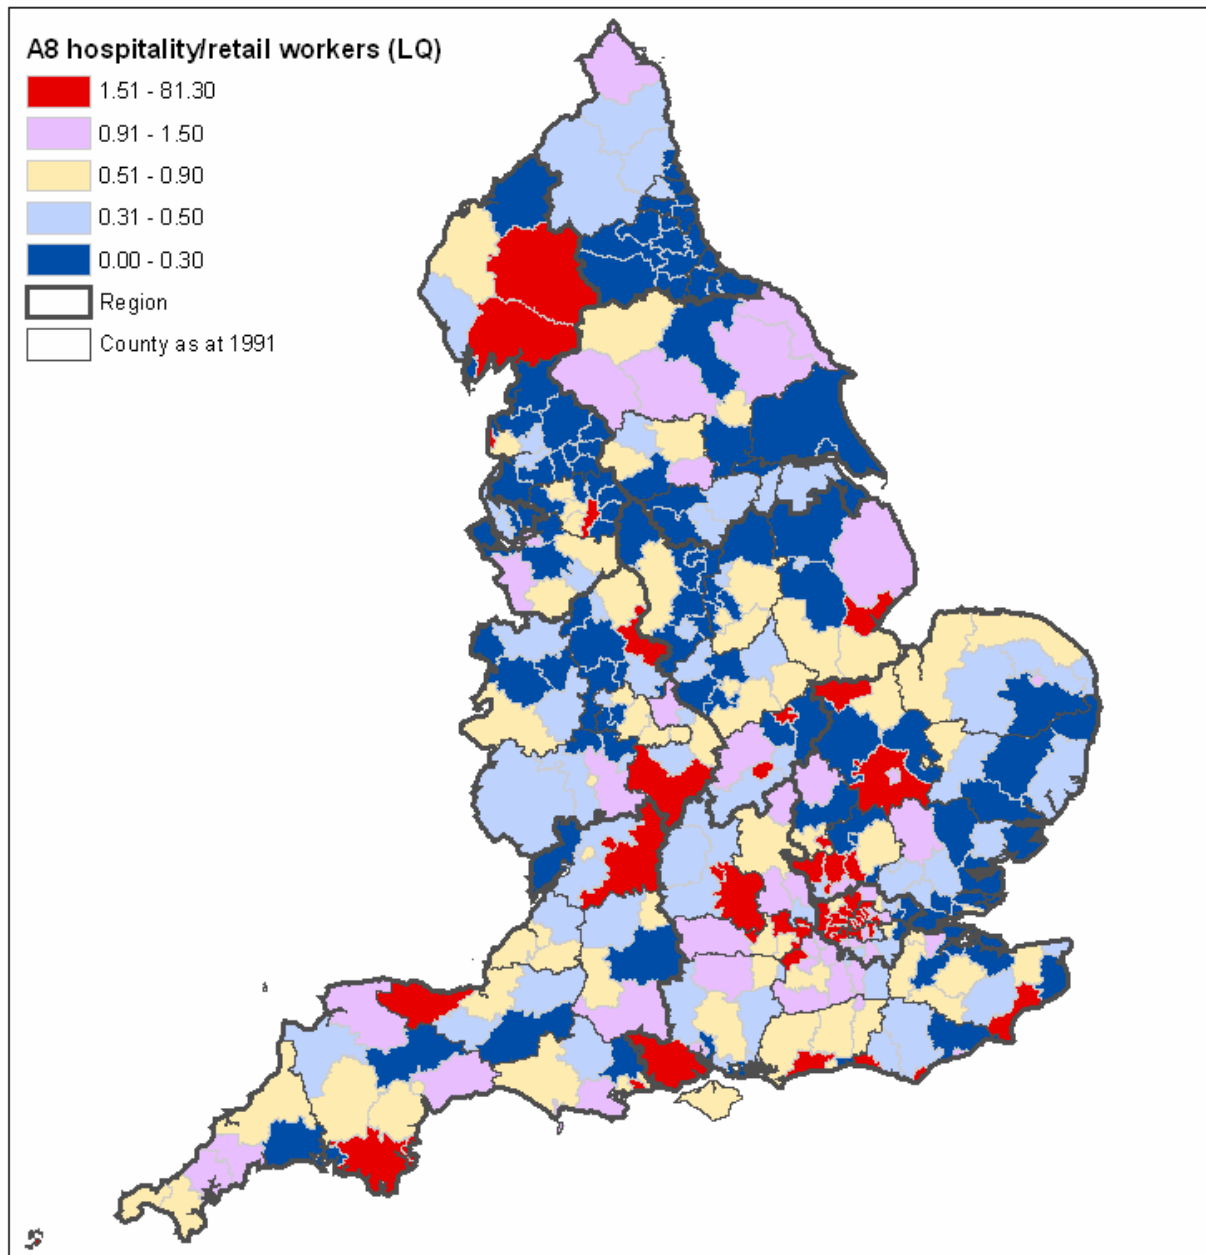 A8 hospitality/retail workers (LQ)
1.51 - 81.30
0.91 - 1.50
0.51 - 0.90
0.31 - 0.50
0.00 - 0.30
Region
County as at 1991